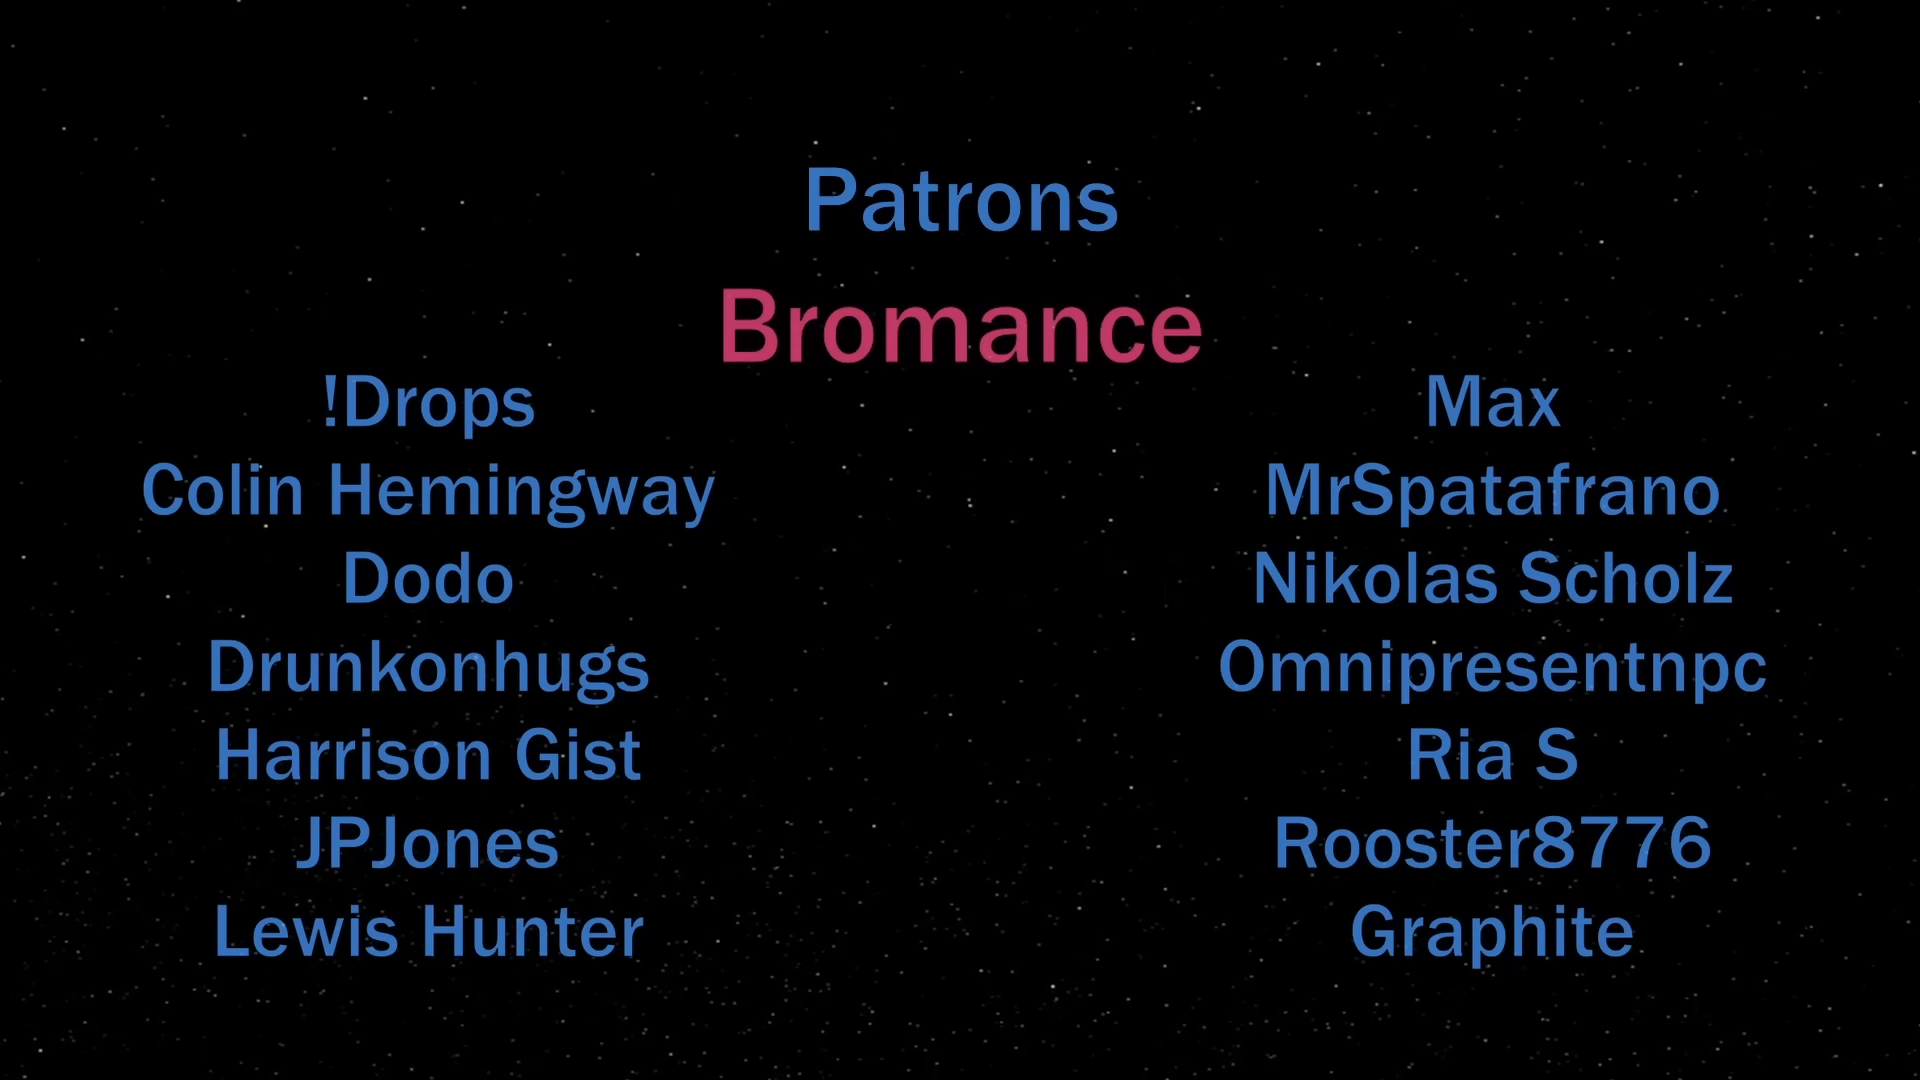 Patrons
Bromance
!Drops
Colin Hemingway
Dodo
Drunkonhugs
Harrison Gist
JPJones
Lewis Hunter
Max
MrSpatafrano
Nikolas Scholz
Omnipresentnpc
Ria S
Rooster8776
Graphite